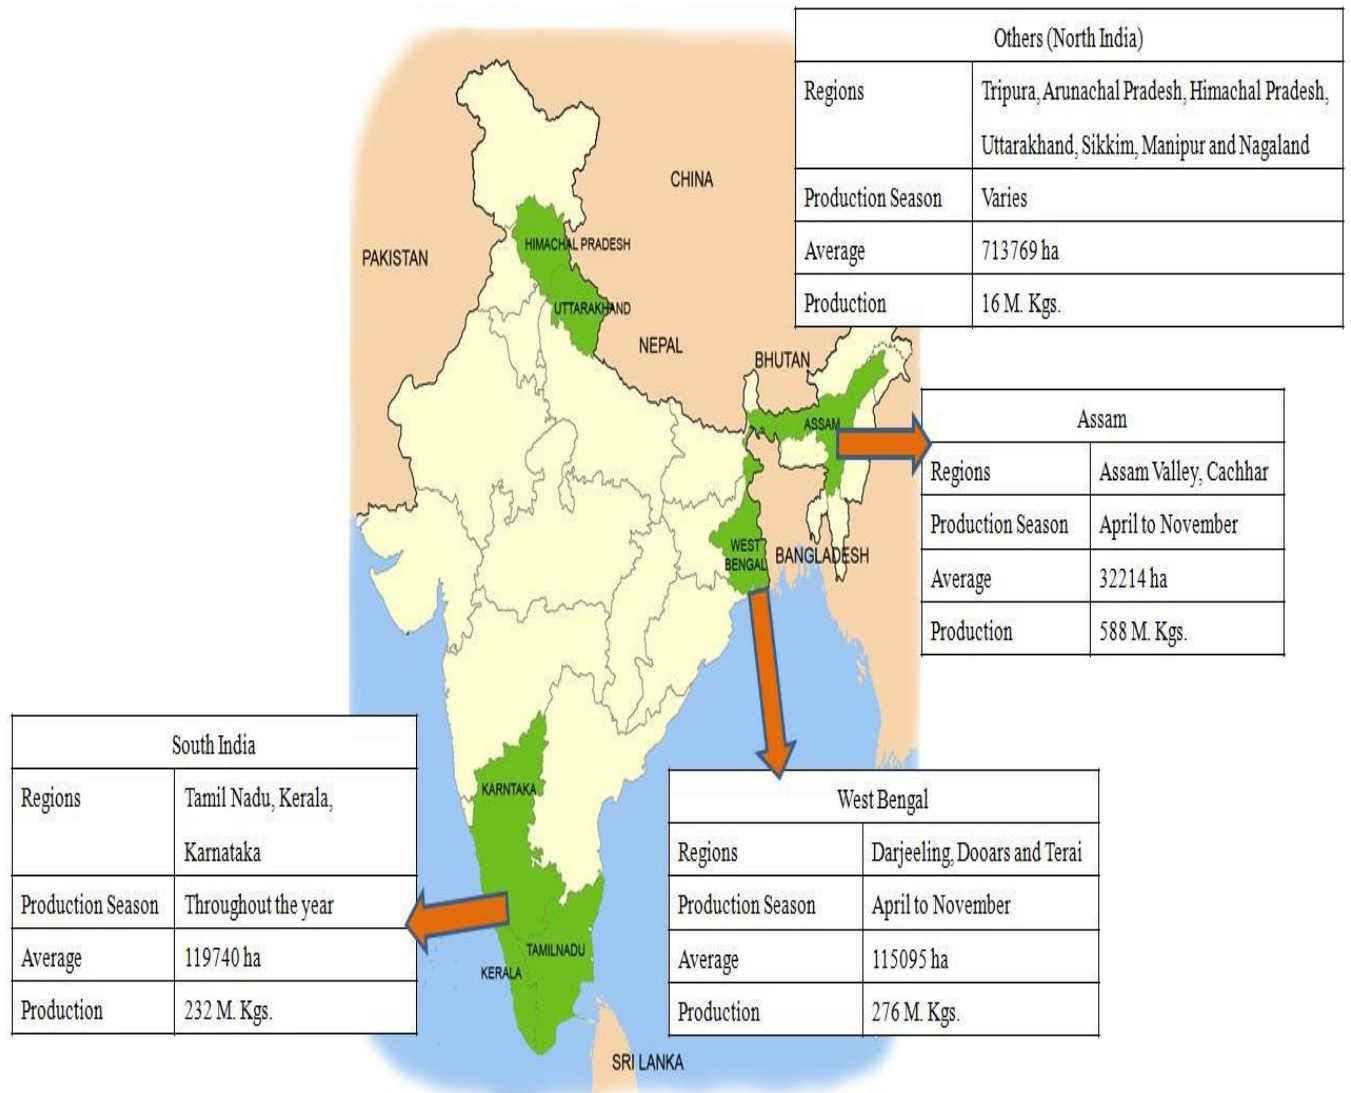 Others (North India)
Regions Tripura, Arunachal Pradesh, Himachal Pradesh,
Uttarakhand, Sikkim, Manipur and Nagaland
Production Season Varies
Average 713769 ha
Production 16 M. Kgs.
CHINA
HIMACHAL PRADESH
PAKISTAN
UTTARAKHAND
NEPAL
BHUTAN
ASSAM
Assam
Regions Assam Valley, Cachhar
Production Season April to November
Average 32214 ha
Production 588 M. Kgs.
WEST
BENGAL
BANGLADESH
South India
Regions Tamil Nadu, Kerala,
Karnataka
Production Season Throughout the year
Average 119740 ha
Production 232 M. Kgs.
KARNTAKA
TAMILNADU
KERALA
West Bengal
Regions Darjeeling, Dooars and Terai
Production Season April to November
Average 115095 ha
Production 276 M. Kgs.
SRI LANKA